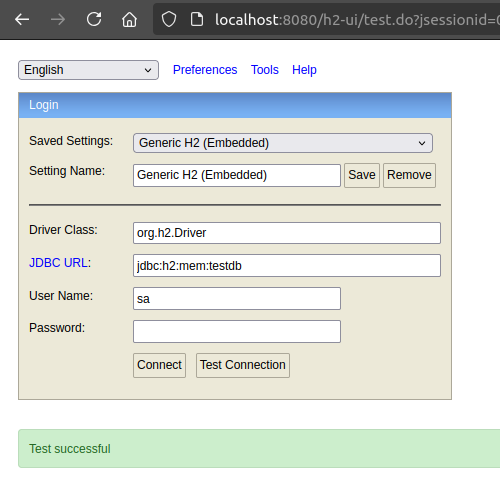 localhost:8080/h2-ui/test.do?jsessionid=
English Preferences Tools Help
Login
Saved Settings: Generic H2 (Embedded)
Setting Name: Generic H2 (Embedded) Save Remove
Driver Class: org.h2.Driver
JDBC URL: jdbc:h2:mem:testdb
User Name: sa
Password:
Connect Test Connection
Test successful